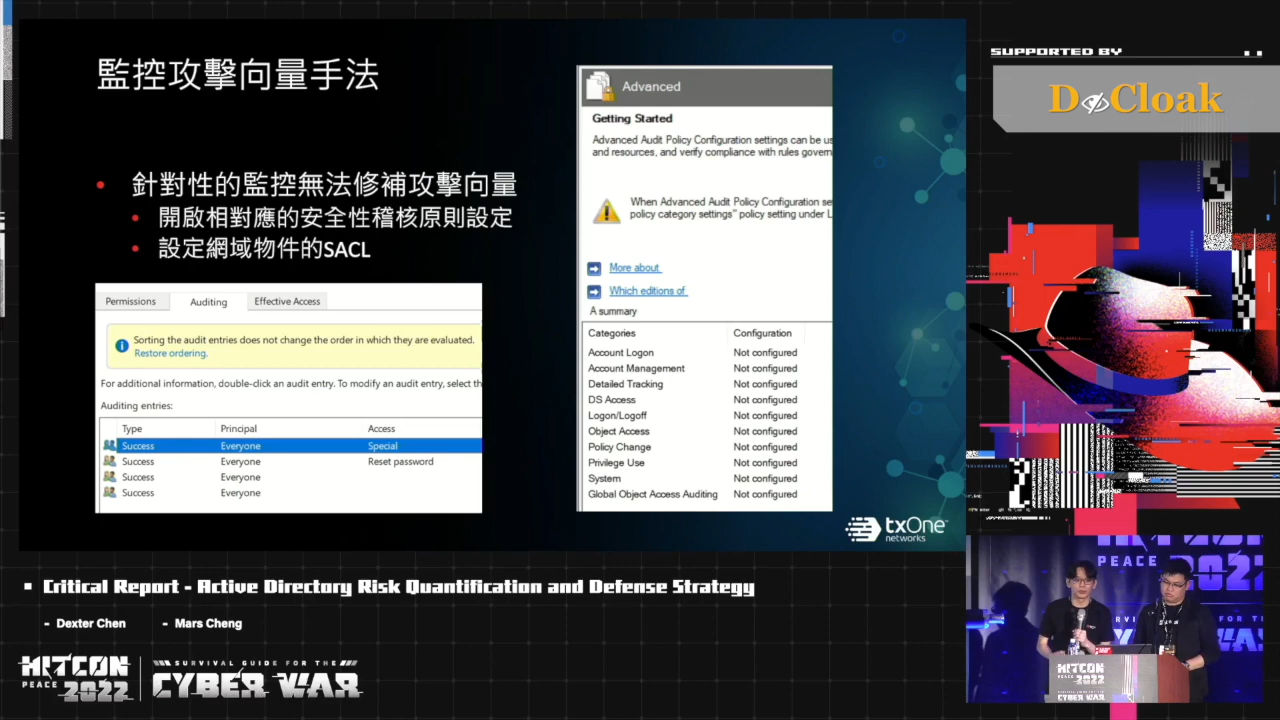 監控攻擊向量手法
針對性的監控無法修補攻擊向量
開啟相對應的安全性稽核原則設定
設定網域物件的SACL
Permissions
Auditing
Effective Access
Sorting the audit entries does not change the order in which they are evaluated.
Restore ordering.
For additional information, double-click an audit entry. To modify an audit entry, select th
Auditing entries:
Type Principal Access
Success Everyone Special
Success Everyone Reset password
Success Everyone
Success Everyone
Advanced
Getting Started
Advanced Audit Policy Configuration settings can be us
and resources, and verify compliance with rules govern
When Advanced Audit Policy Configuration se
policy category settings" policy setting under L
More about
Which editions of
A summary
Categories Configuration
Account Logon Not configured
Account Management Not configured
Detailed Tracking Not configured
DS Access Not configured
Logon/Logoff Not configured
Object Access Not configured
Policy Change Not configured
Privilege Use Not configured
System Not configured
Global Object Access Auditing Not configured
txOne
networks
SUPPORTED BY
DoCloak
Critical Report - Active Directory Risk Quantification and Defense Strategy
- Dexter Chen - Mars Cheng
HITCON
PEACE 2022
SURVIVAL GUIDE FOR THE
CYBER WAR
HITCON
PEACE
2022
HITCON
PEACE 2022
CYBER WAR